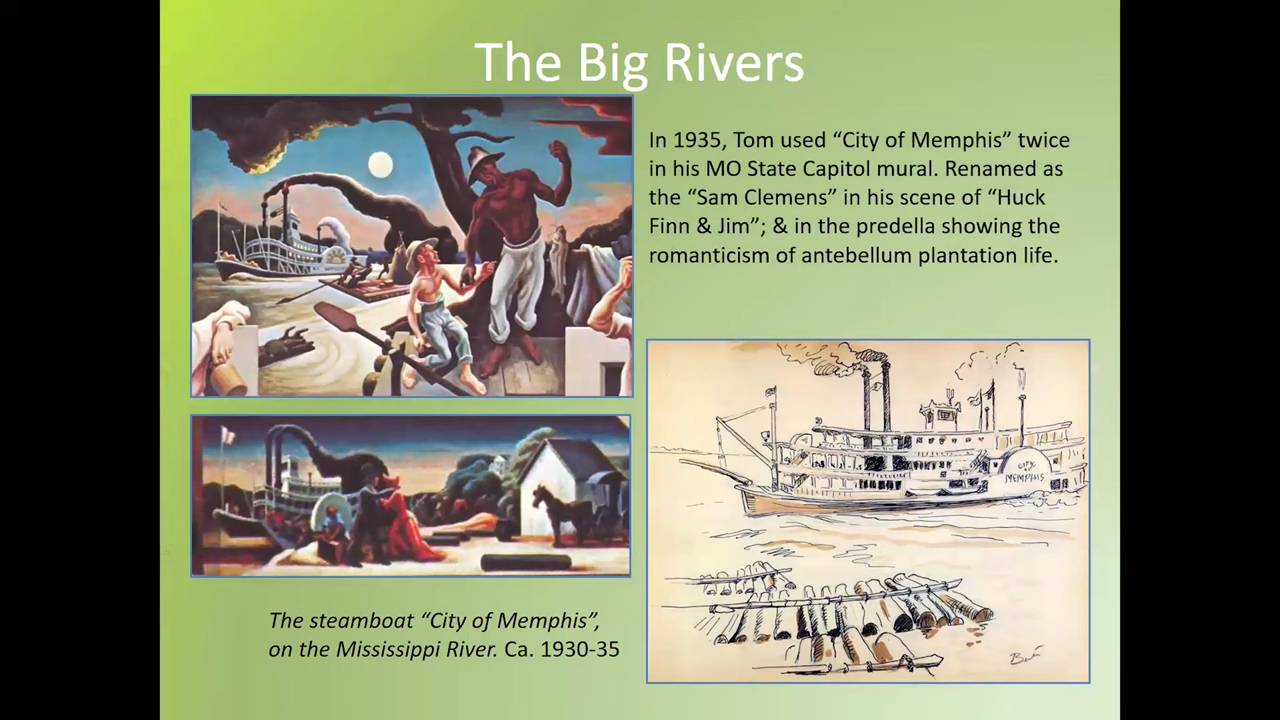 The Big Rivers
In 1935, Tom used “City of Memphis” twice
in his MO State Capitol mural. Renamed as
the “Sam Clemens” in his scene of “Huck
Finn & Jim”; & in the predella showing the
romanticism of antebellum plantation life.
CITY
OF
MEMPHIS
The steamboat “City of Memphis”,
on the Mississippi River. Ca. 1930-35